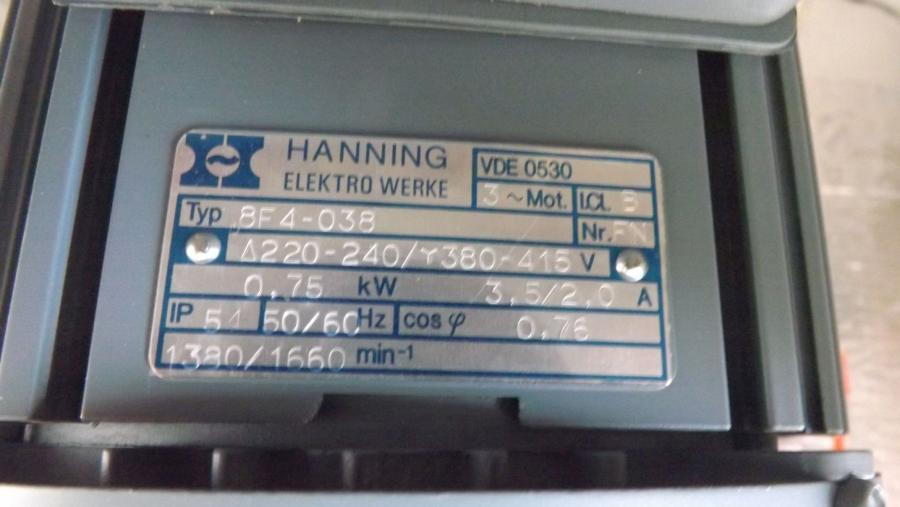 HANNING
ELEKTRO WERKE
VDE 0530
3 ~ Mot. I.Cl. B
Typ 8F4-038 Nr. FN
Δ220-240/Y380-415 V
0,75 kW 3,5/2,0 A
IP 54 50/60 Hz cos φ 0,76
1380/1660 min-1